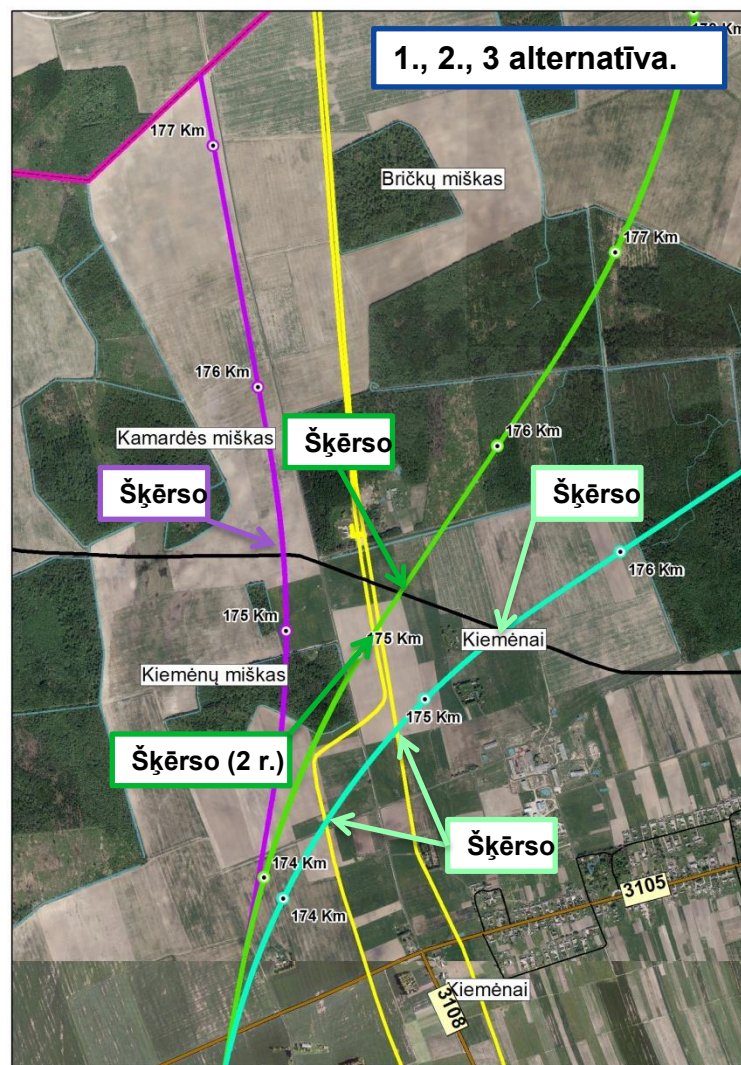 1., 2., 3 alternatīva.
177 Km
Bričkų miškas
177 Km
176 Km
Kamardės miškas
Šķērso
176 Km
Šķērso
Šķērso
176 Km
175 Km
175 Km
Kiemėnai
Kiemėnų miškas
175 Km
Šķērso (2 r.)
Šķērso
174 Km
3105
174 Km
Kiemėnai
3108